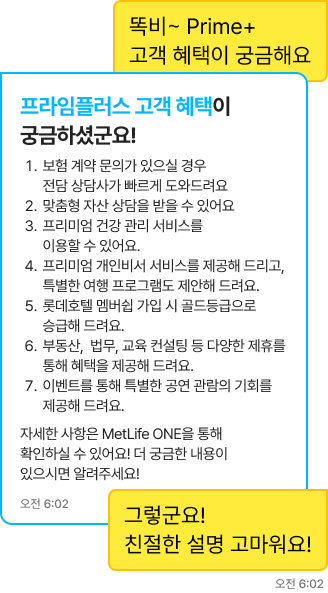 똑비~ Prime+
고객 혜택이 궁금해요
프라임플러스 고객 혜택이
궁금하셨군요!
1. 보험 계약 문의가 있으실 경우
전담 상담사가 빠르게 도와드려요
2. 맞춤형 자산 상담을 받을 수 있어요
3. 프리미엄 건강 관리 서비스를
이용할 수 있어요.
4. 프리미엄 개인비서 서비스를 제공해 드리고,
특별한 여행 프로그램도 제안해 드려요.
5. 롯데호텔 멤버쉽 가입 시 골드등급으로
승급해 드려요.
6. 부동산,  법무, 교육 컨설팅 등 다양한 제휴를
통해 혜택을 제공해 드려요.
7. 이벤트를 통해 특별한 공연 관람의 기회를
제공해 드려요.
자세한 사항은 MetLife ONE을 통해
확인하실 수 있어요! 더 궁금한 내용이
있으시면 알려주세요!
오전 6:02
그렇군요!
친절한 설명 고마워요!
오전 6:02